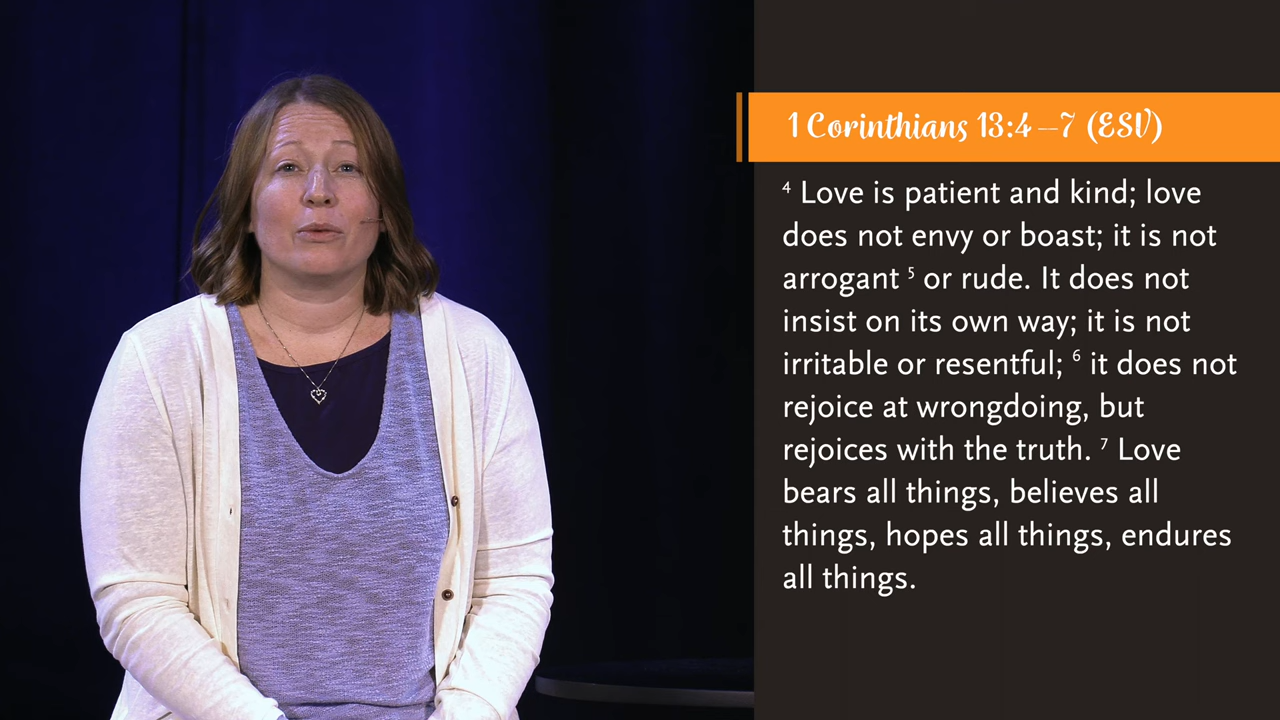 1 Corinthians 13:4–7 (ESV)
⁴ Love is patient and kind; love
does not envy or boast; it is not
arrogant ⁵ or rude. It does not
insist on its own way; it is not
irritable or resentful; ⁶ it does not
rejoice at wrongdoing, but
rejoices with the truth. ⁷ Love
bears all things, believes all
things, hopes all things, endures
all things.